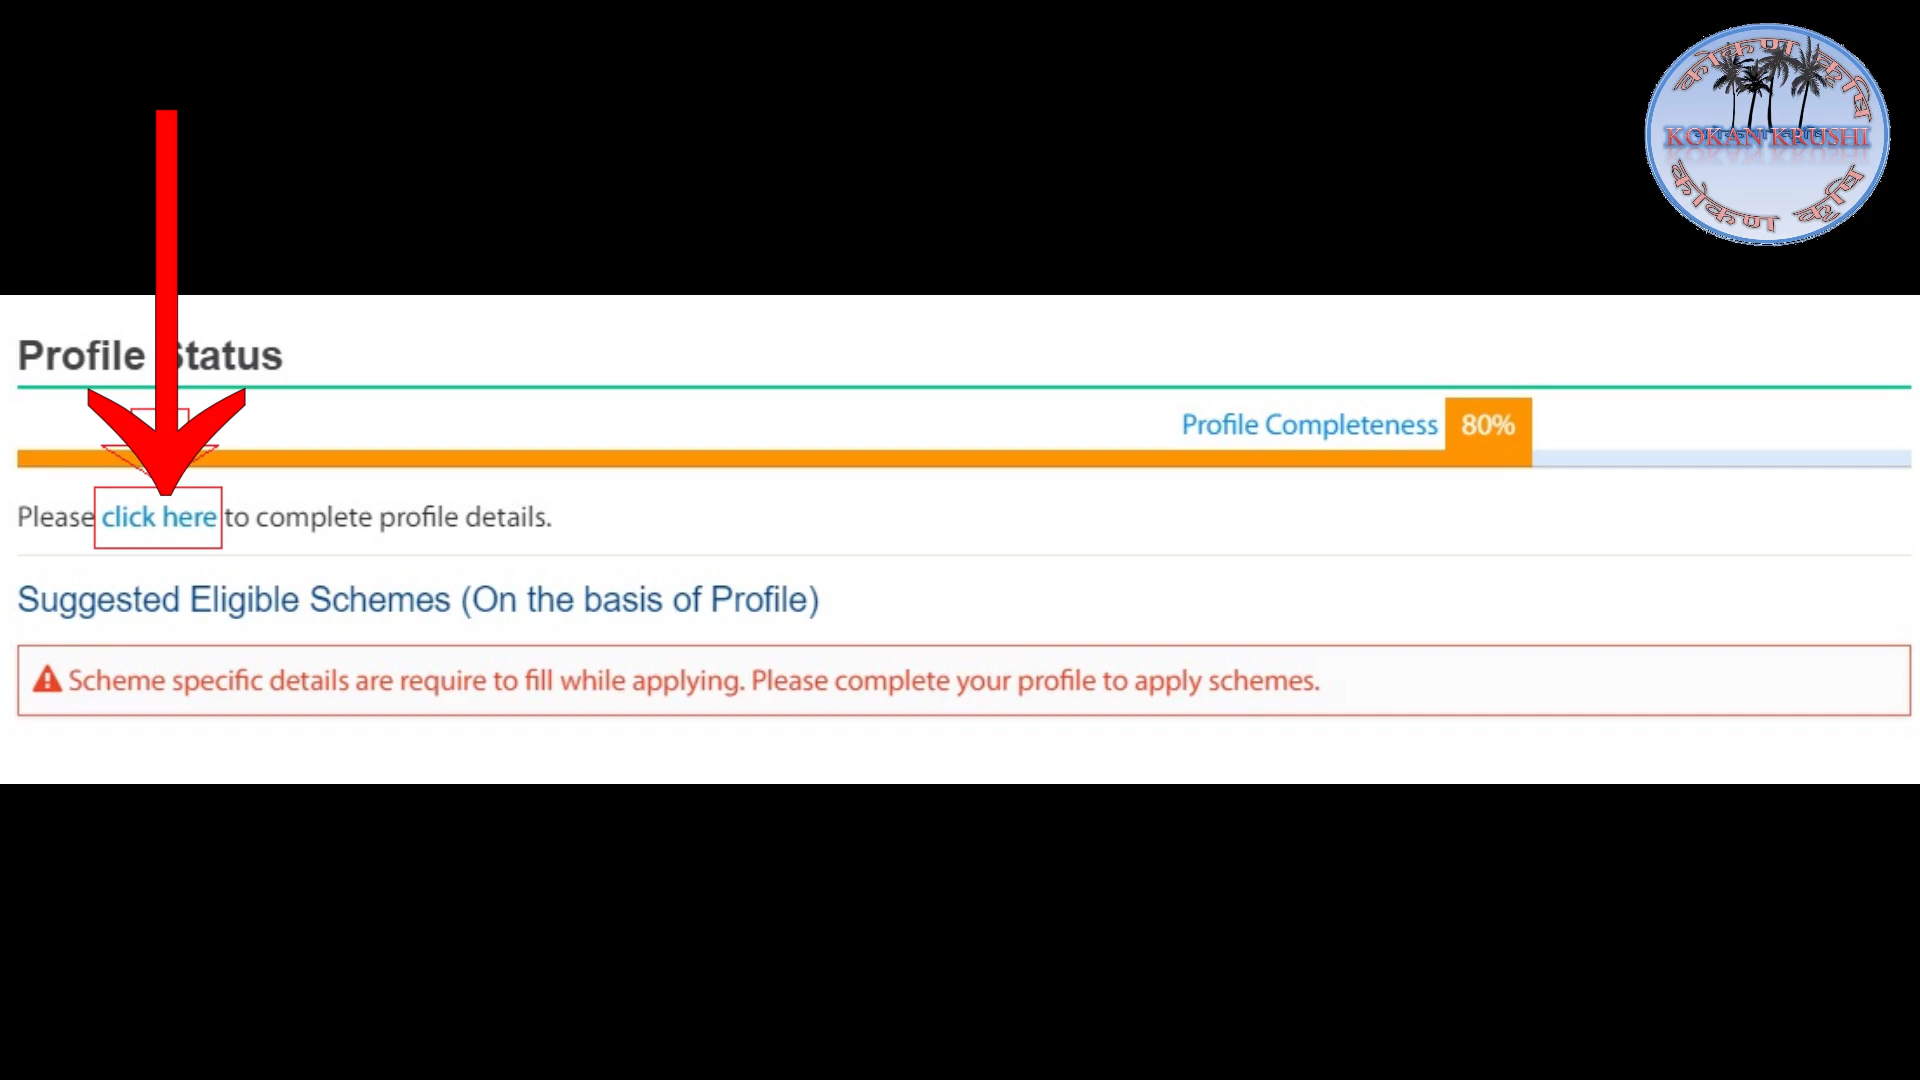 कोकण कृषि
KOKAN KRUSHI
कोकण कृषि
Profile Status
Profile Completeness 80%
Please click here to complete profile details.
Suggested Eligible Schemes (On the basis of Profile)
Scheme specific details are require to fill while applying. Please complete your profile to apply schemes.